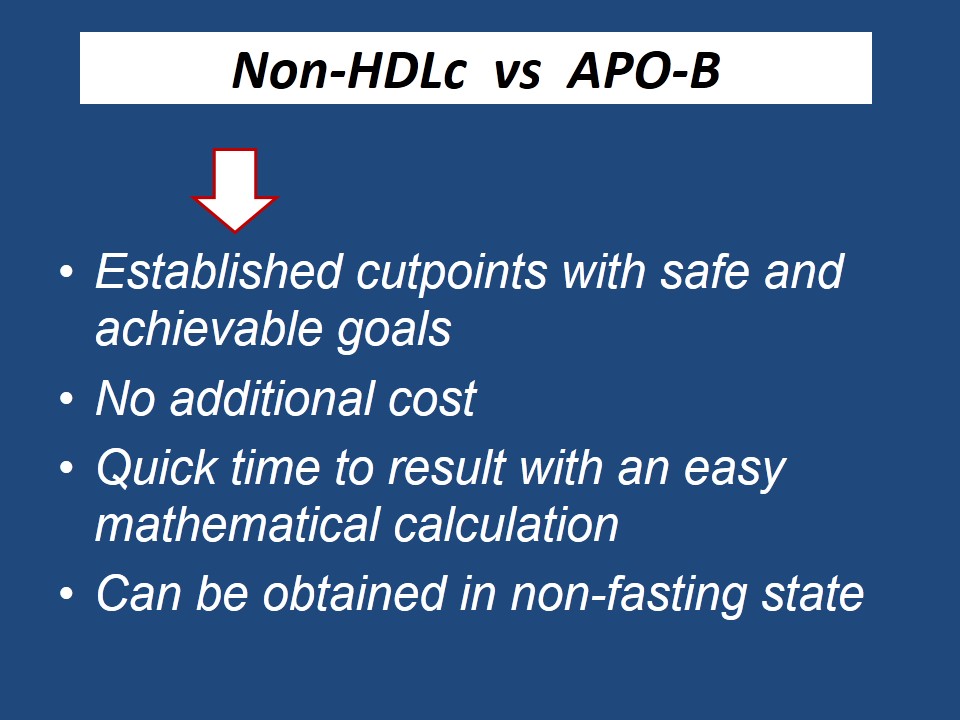 Non-HDLc vs APO-B
• Established cutpoints with safe and
achievable goals
• No additional cost
• Quick time to result with an easy
mathematical calculation
• Can be obtained in non-fasting state